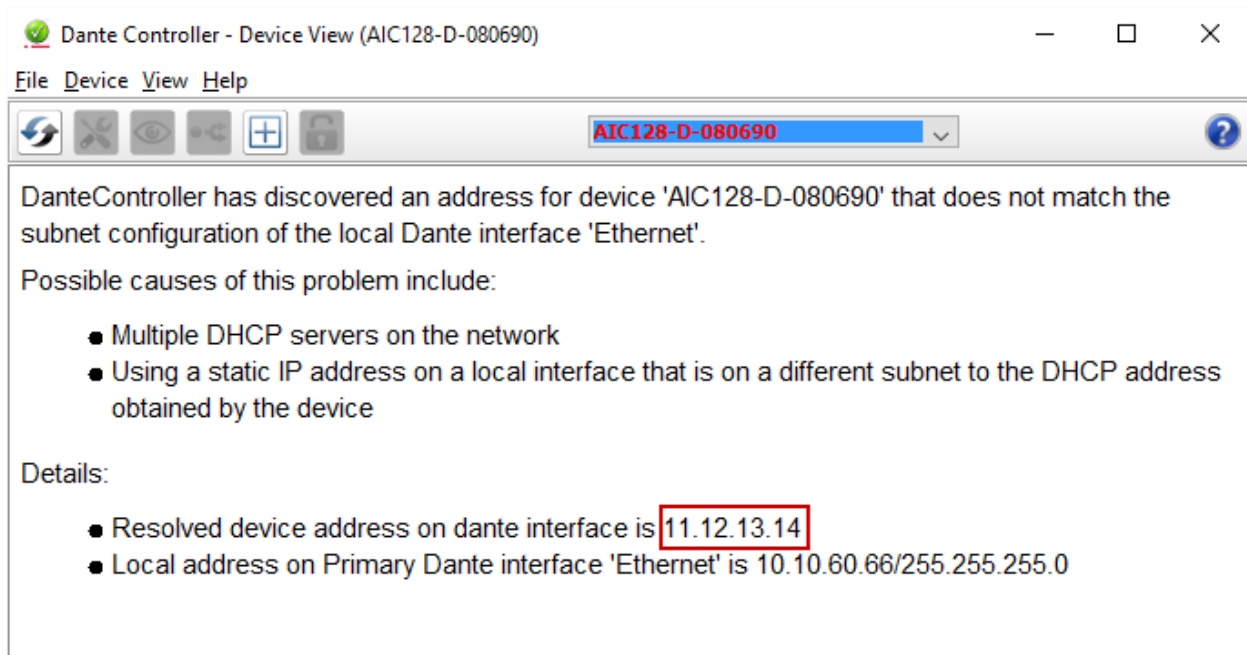 Dante Controller - Device View (AIC128-D-080690)
File Device View Help
AIC128-D-080690
DanteController has discovered an address for device 'AIC128-D-080690' that does not match the
subnet configuration of the local Dante interface 'Ethernet'.
Possible causes of this problem include:
Multiple DHCP servers on the network
Using a static IP address on a local interface that is on a different subnet to the DHCP address
obtained by the device
Details:
Resolved device address on dante interface is 11.12.13.14
Local address on Primary Dante interface 'Ethernet' is 10.10.60.66/255.255.255.0